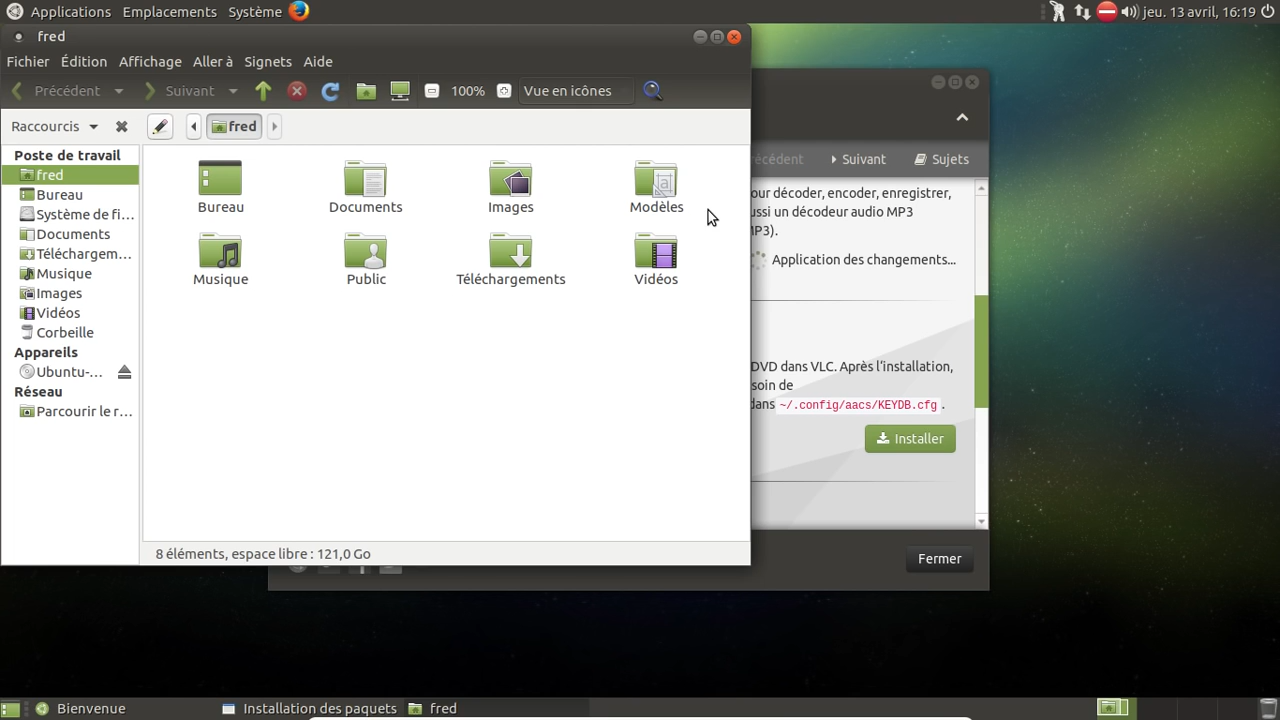 Applications Emplacements Système
jeu. 13 avril, 16:19
fred
Fichier Édition Affichage Aller à Signets Aide
Précédent Suivant 100% Vue en icônes
Raccourcis fred
Poste de travail
fred
Bureau
Système de fi...
Documents
Téléchargem...
Musique
Images
Vidéos
Corbeille
Appareils
Ubuntu-...
Réseau
Parcourir le r...
Bureau Documents Images Modèles
Musique Public Téléchargements Vidéos
8 éléments, espace libre : 121,0 Go
Suivant Sujets
our décoder, encoder, enregistrer,
ussi un décodeur audio MP3
MP3).
Application des changements...
DVD dans VLC. Après l'installation,
soin de
dans ~/.config/aacs/KEYDB.cfg .
Installer
Fermer
Bienvenue Installation des paquets fred